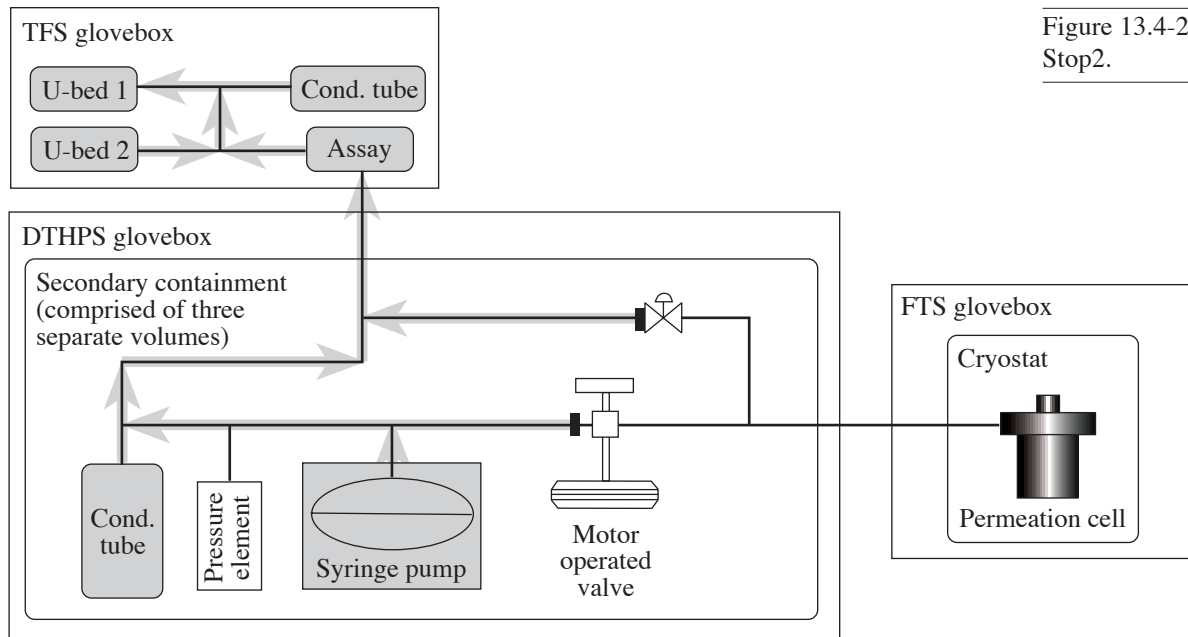 TFS glovebox
U-bed 1
Cond. tube
U-bed 2
Assay
Figure 13.4-2
Stop2.
DTHPS glovebox
Secondary containment
(comprised of three
separate volumes)
FTS glovebox
Cryostat
Permeation cell
Cond.
tube
Pressure
element
Syringe pump
Motor
operated
valve